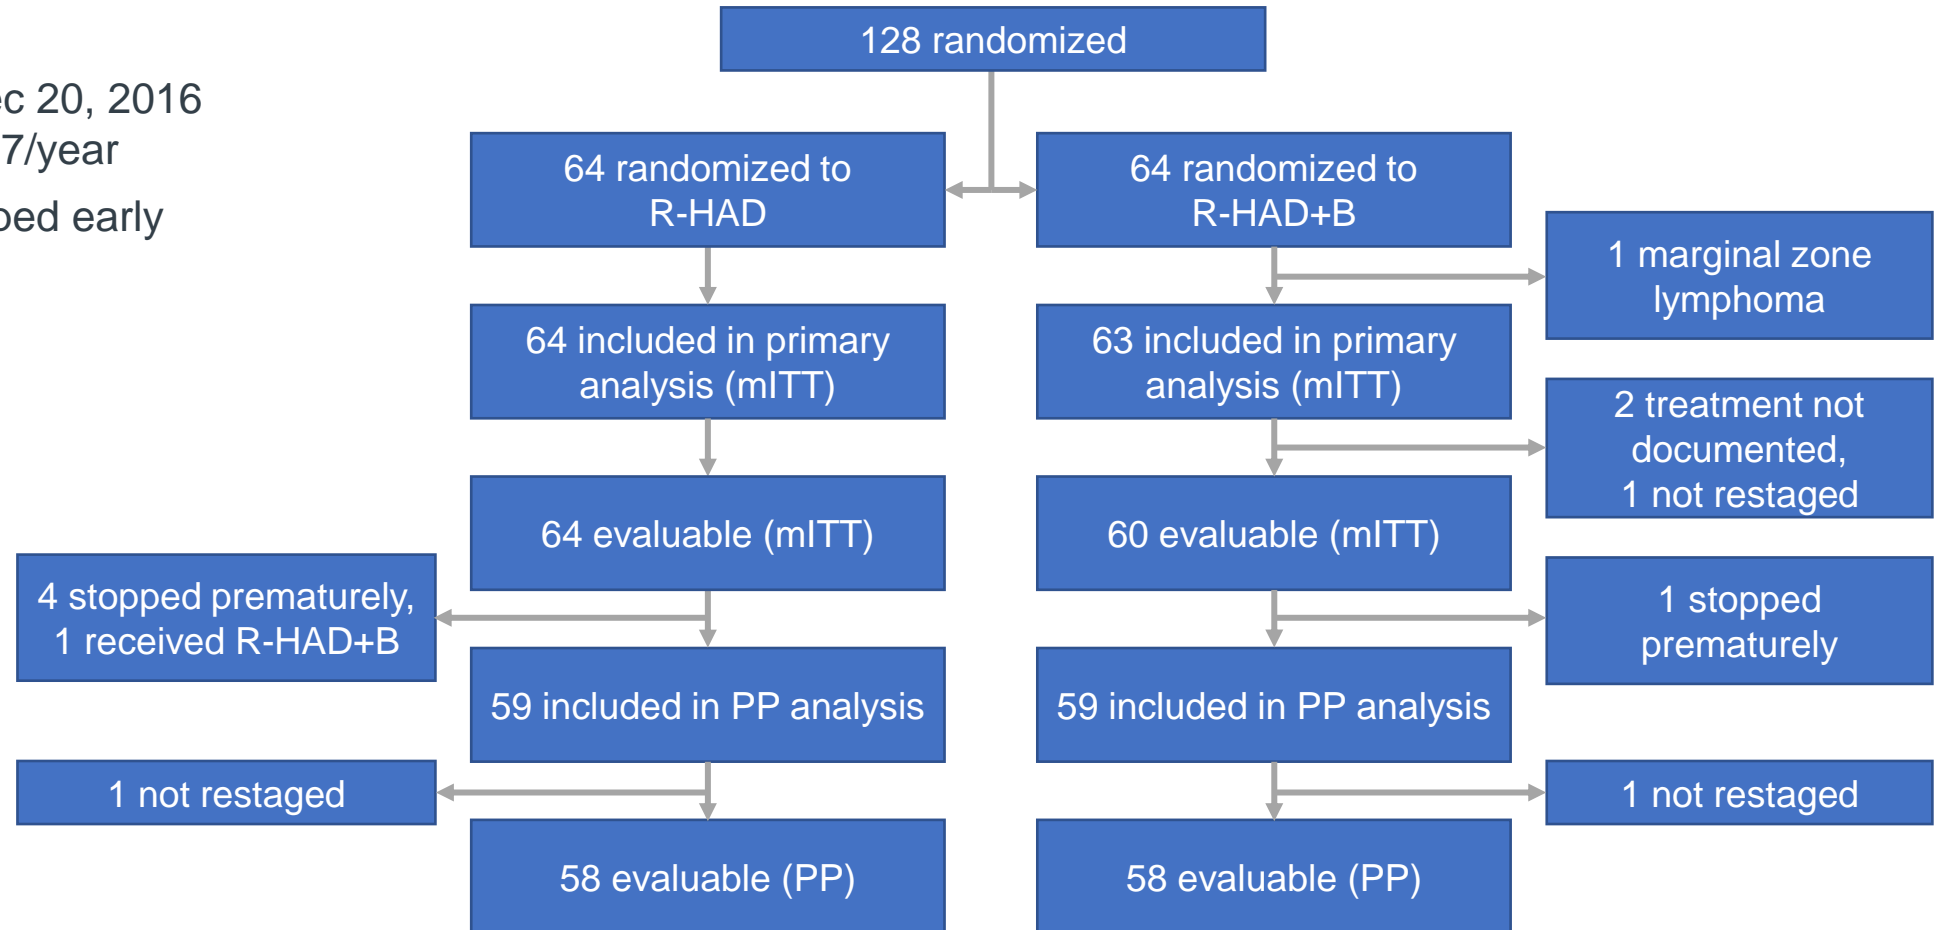 128 randomized
20, 2016
7/year
early
64 randomized to
R-HAD
64 randomized to
R-HAD+B
1 marginal zone
lymphoma
64 included in primary
analysis (mITT)
63 included in primary
analysis (mITT)
2 treatment not
documented,
1 not restaged
64 evaluable (mITT)
60 evaluable (mITT)
4 stopped prematurely,
1 received R-HAD+B
1 stopped
prematurely
59 included in PP analysis
59 included in PP analysis
1 not restaged
1 not restaged
58 evaluable (PP)
58 evaluable (PP)